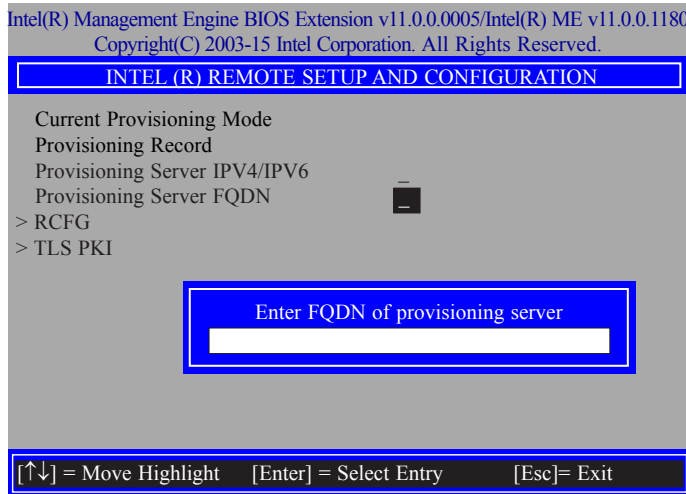 Intel(R) Management Engine BIOS Extension v11.0.0.0005/Intel(R) ME v11.0.0.1180
Copyright(C) 2003-15 Intel Corporation. All Rights Reserved.
INTEL (R) REMOTE SETUP AND CONFIGURATION
Current Provisioning Mode
Provisioning Record
Provisioning Server IPV4/IPV6 _
Provisioning Server FQDN _
> RCFG
> TLS PKI
Enter FQDN of provisioning server
[↑↓] = Move Highlight [Enter] = Select Entry [Esc]= Exit